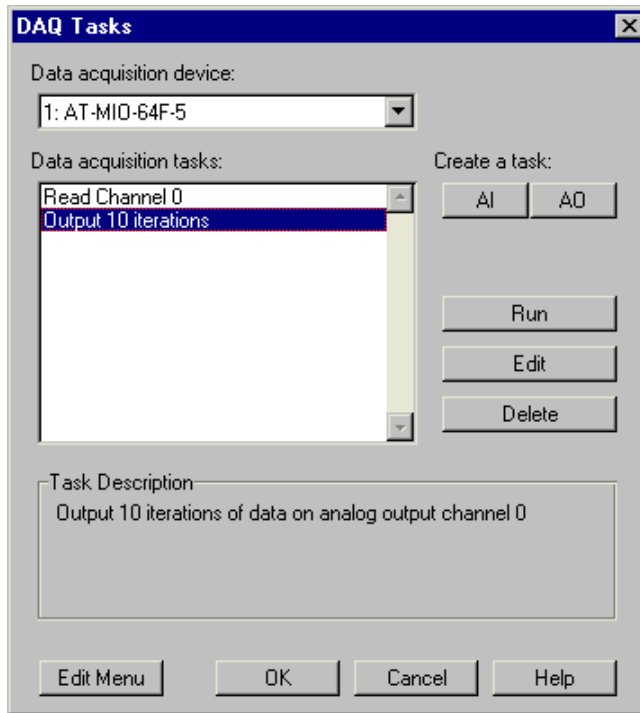 DAQ Tasks
Data acquisition device:
1: AT-MIO-64F-5
Data acquisition tasks:
Create a task:
Read Channel 0
Output 10 iterations
AI
AO
Run
Edit
Delete
Task Description
Output 10 iterations of data on analog output channel 0
Edit Menu
OK
Cancel
Help